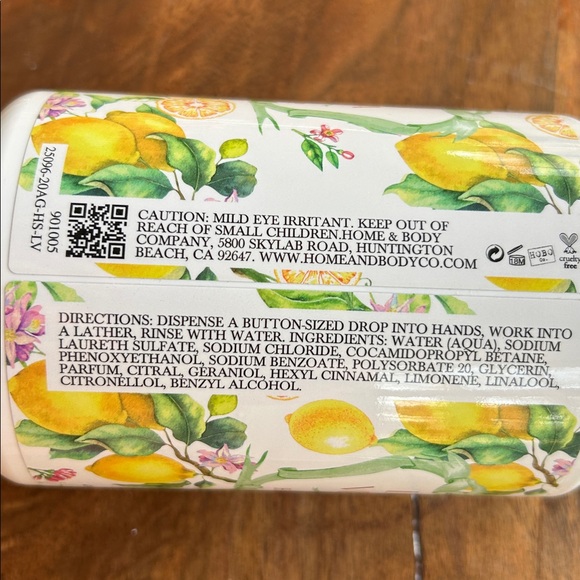 25096-20AG-HS-LV
901005
CAUTION: MILD EYE IRRITANT. KEEP OUT OF
REACH OF SMALL CHILDREN.HOME & BODY
COMPANY, 5800 SKYLAB ROAD, HUNTINGTON
BEACH, CA 92647. WWW.HOMEANDBODYCO.COM
18M
HOBO
Co.
cruelty
free
DIRECTIONS: DISPENSE A BUTTON-SIZED DROP INTO HANDS, WORK INTO
A LATHER, RINSE WITH WATER. INGREDIENTS: WATER (AQUA), SODIUM
LAURETH SULFATE, SODIUM CHLORIDE, COCAMIDOPROPYL BETAINE,
PHENOXYETHANOL, SODIUM BENZOATE, POLYSORBATE 20, GLYCERIN,
PARFUM, CITRAL, GERANIOL, HEXYL CINNAMAL, LIMONENE, LINALOOL,
CITRONELLOL, BENZYL ALCOHOL.